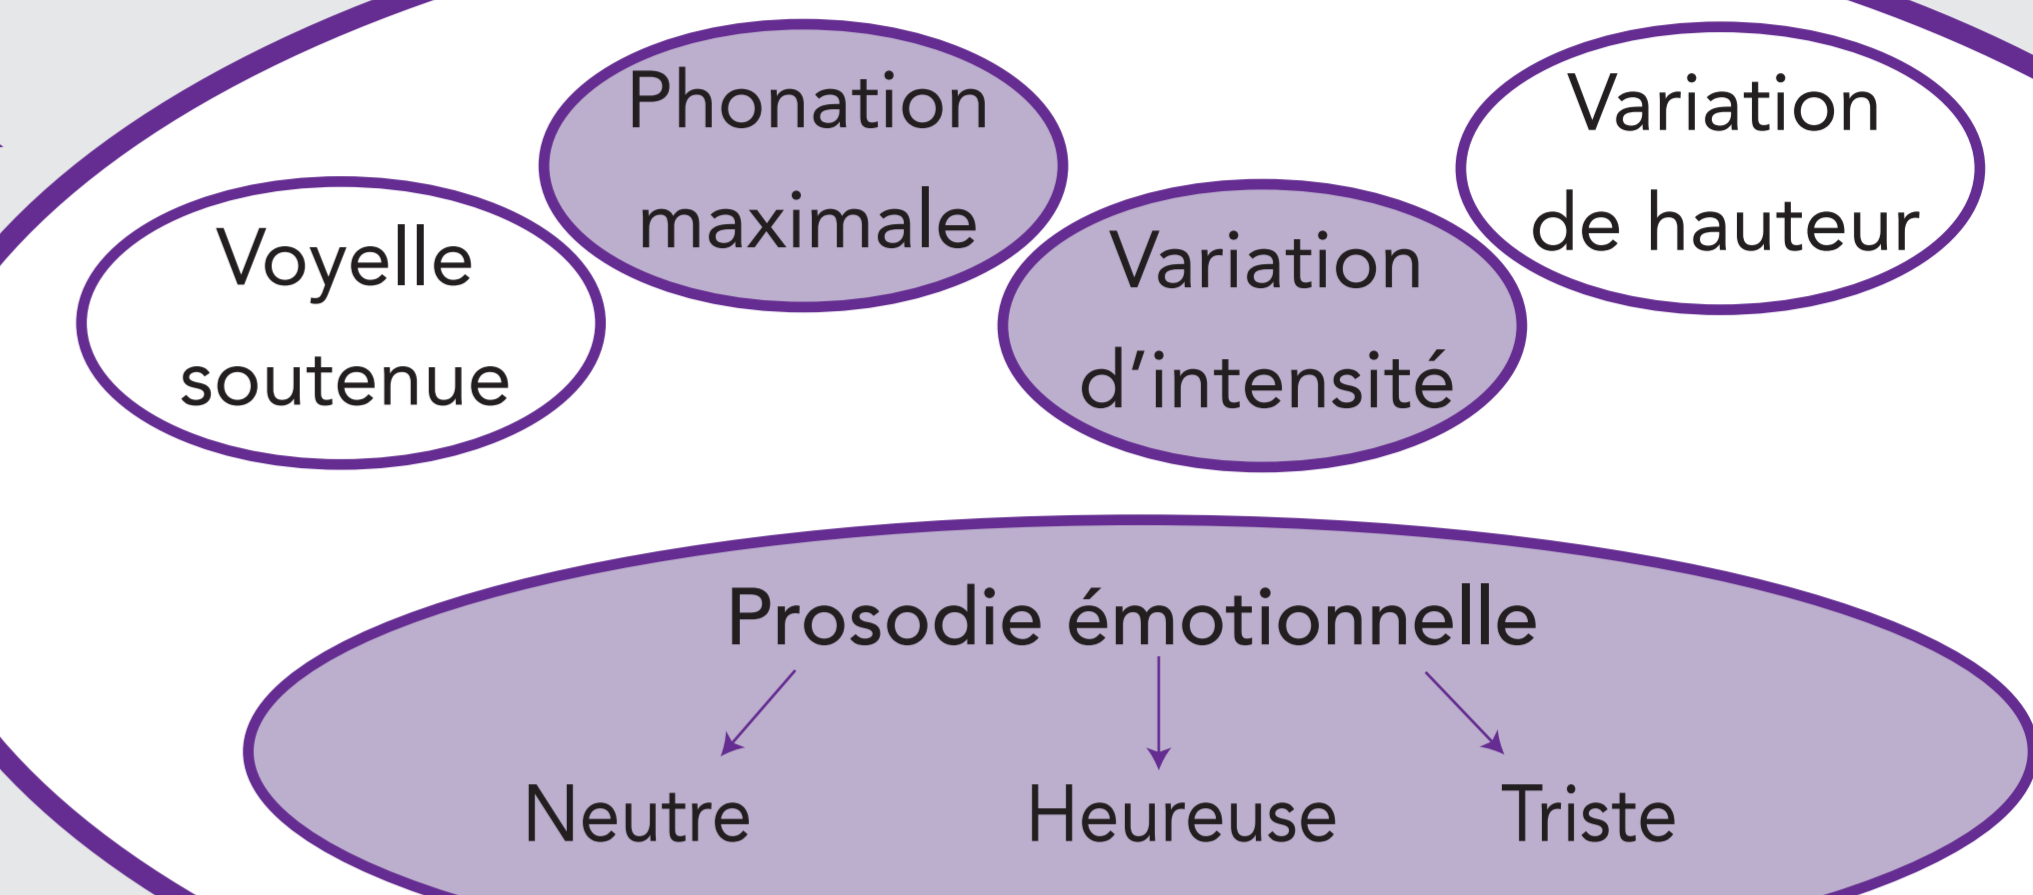 Voyelle
soutenue
Phonation
maximale
Variation
d’intensité
Variation
de hauteur
Prosodie émotionnelle
Neutre
Heureuse
Triste